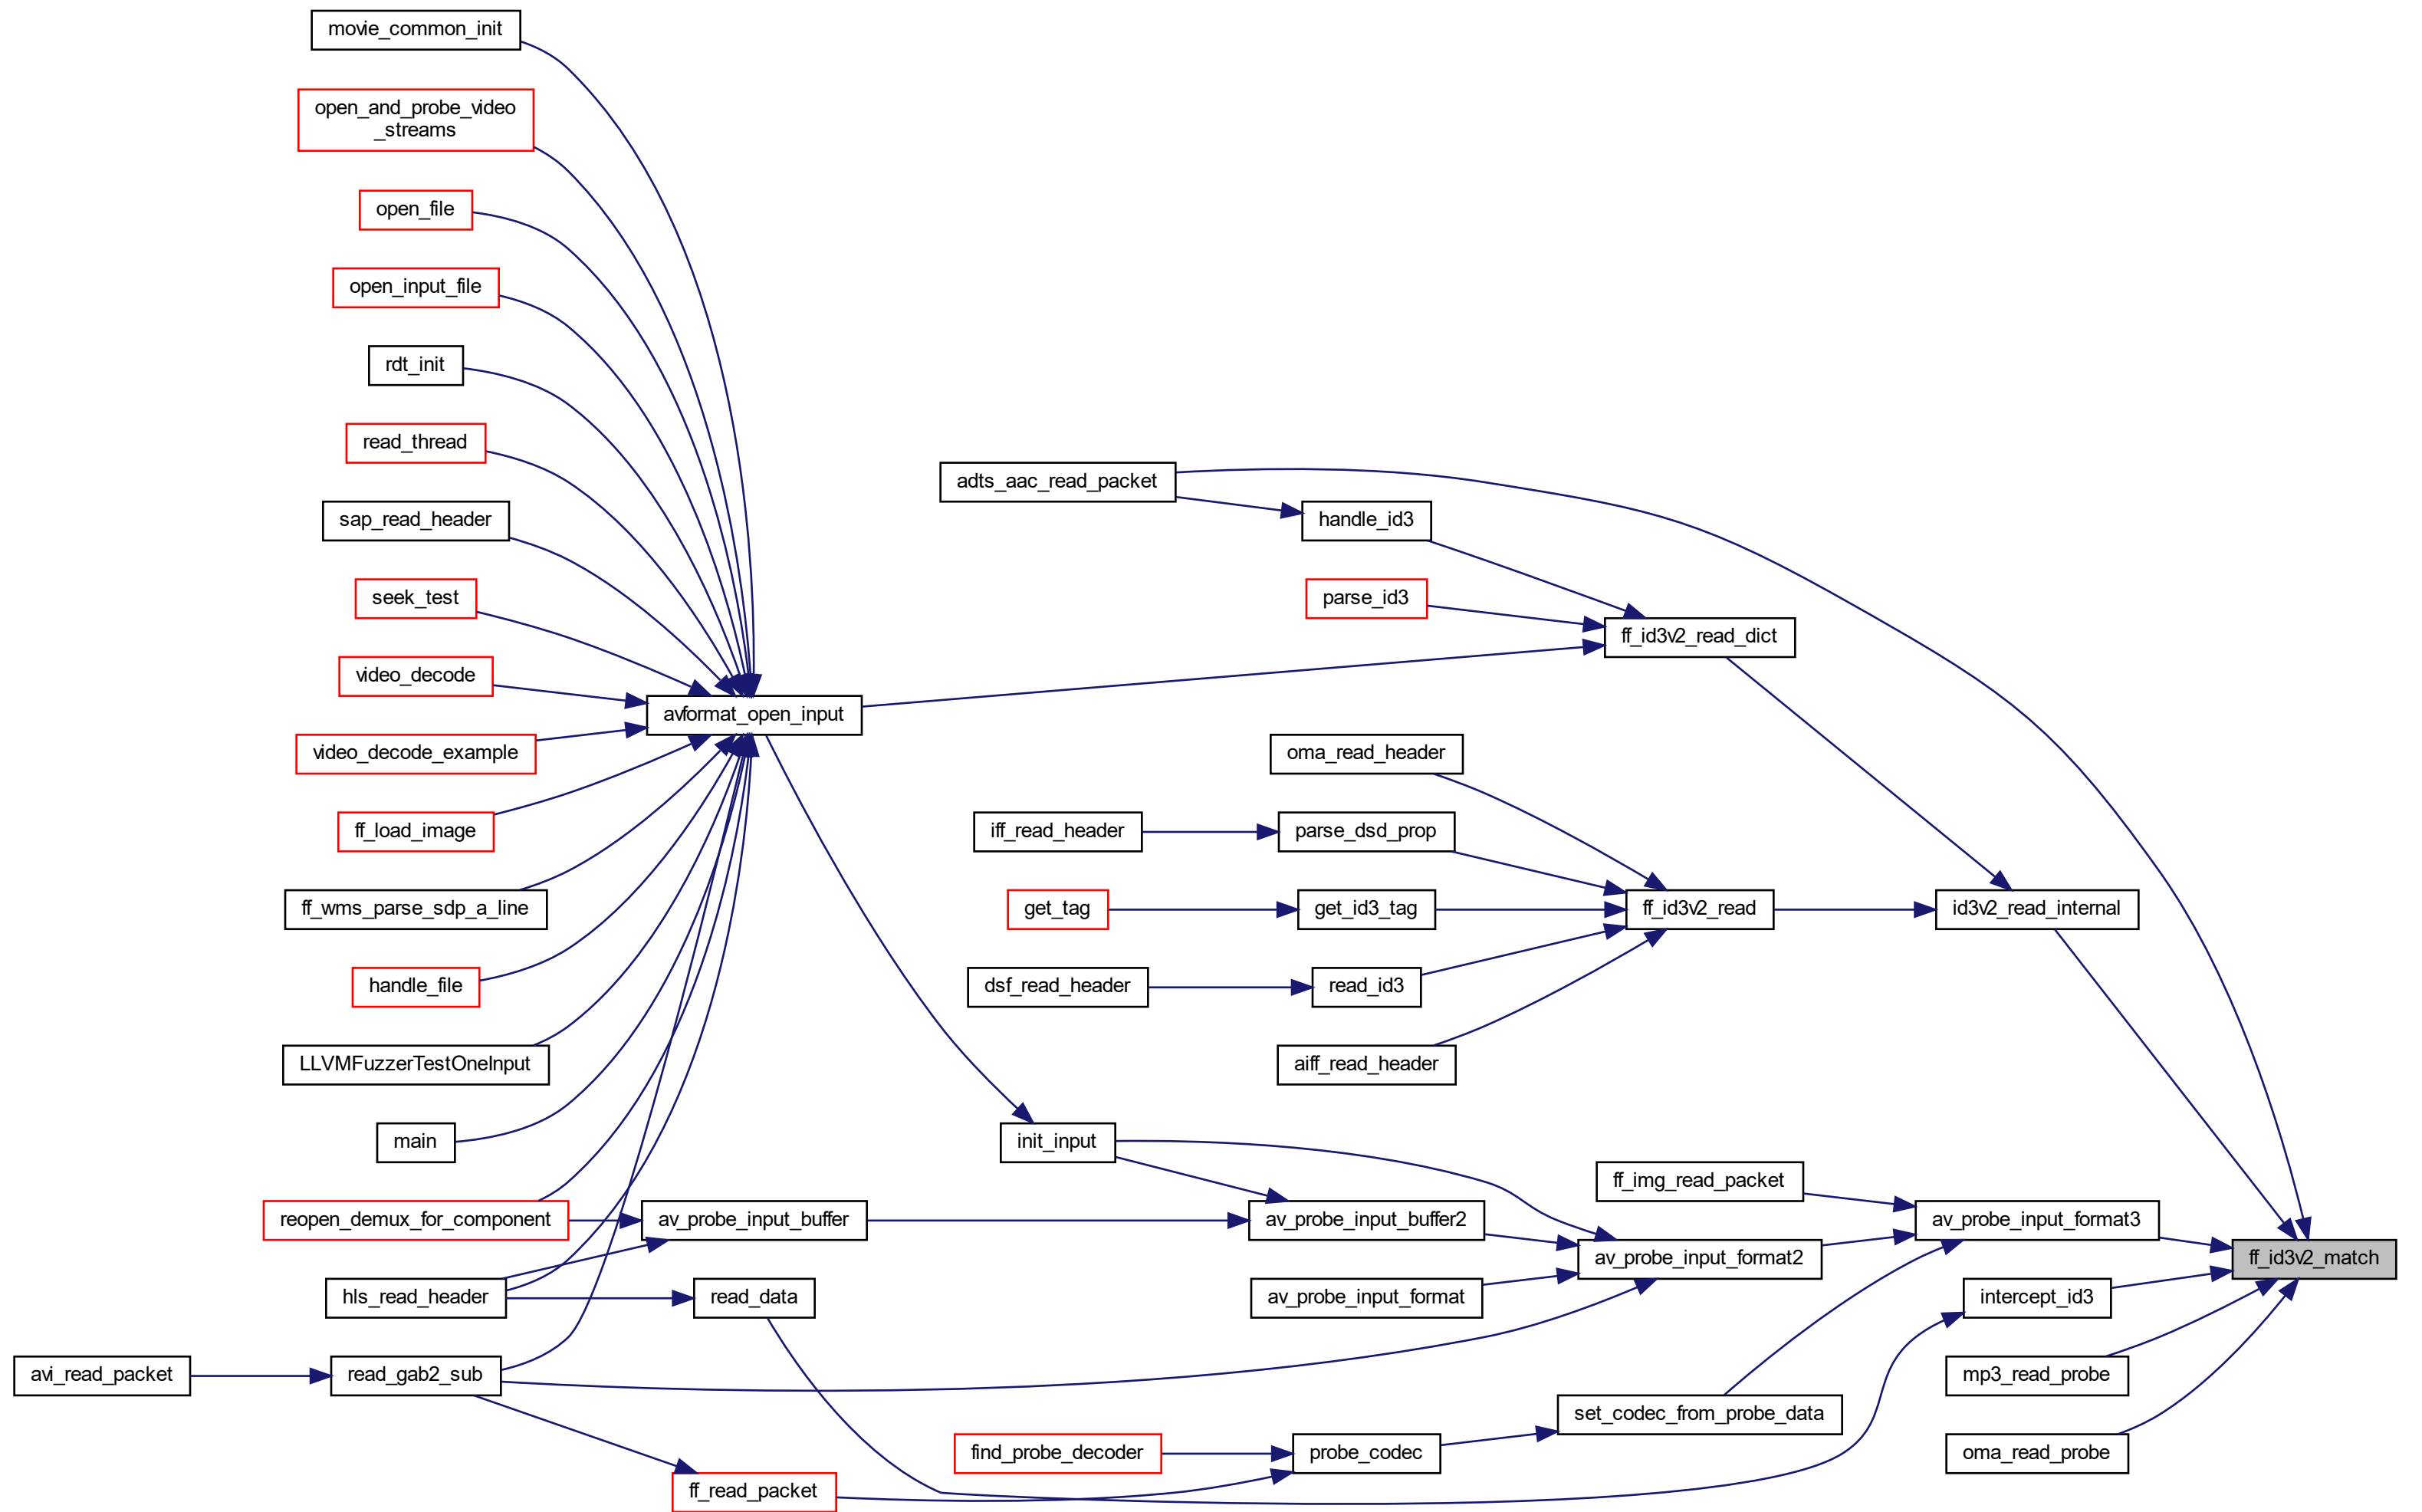 movie_common_init
open_and_probe_video
_streams
open_file
open_input_file
rdt_init
read_thread
adts_aac_read_packet
sap_read_header
handle_id3
seek_test
parse_id3
ff_id3v2_read_dict
video_decode
avformat_open_input
video_decode_example
oma_read_header
ff_load_image
iff_read_header
parse_dsd_prop
ff_wms_parse_sdp_a_line
get_tag
get_id3_tag
ff_id3v2_read
id3v2_read_internal
handle_file
dsf_read_header
read_id3
LLVMFuzzerTestOneInput
aiff_read_header
main
init_input
ff_img_read_packet
reopen_demux_for_component
av_probe_input_buffer
av_probe_input_buffer2
av_probe_input_format3
av_probe_input_format2
ff_id3v2_match
hls_read_header
read_data
av_probe_input_format
intercept_id3
avi_read_packet
read_gab2_sub
mp3_read_probe
set_codec_from_probe_data
find_probe_decoder
probe_codec
oma_read_probe
ff_read_packet